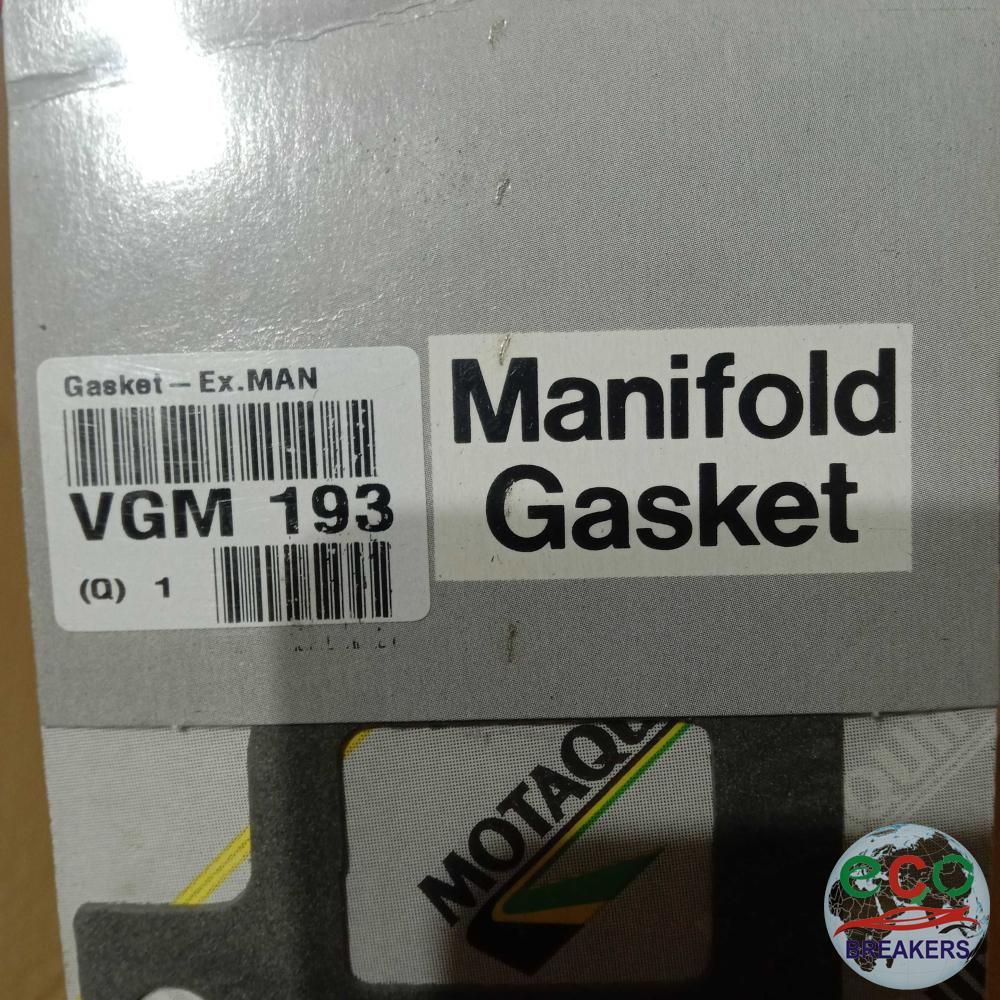 Gasket – Ex.MAN
VGM 193
(Q) 1
Manifold
Gasket
MOTAQU
eco
BREAKERS